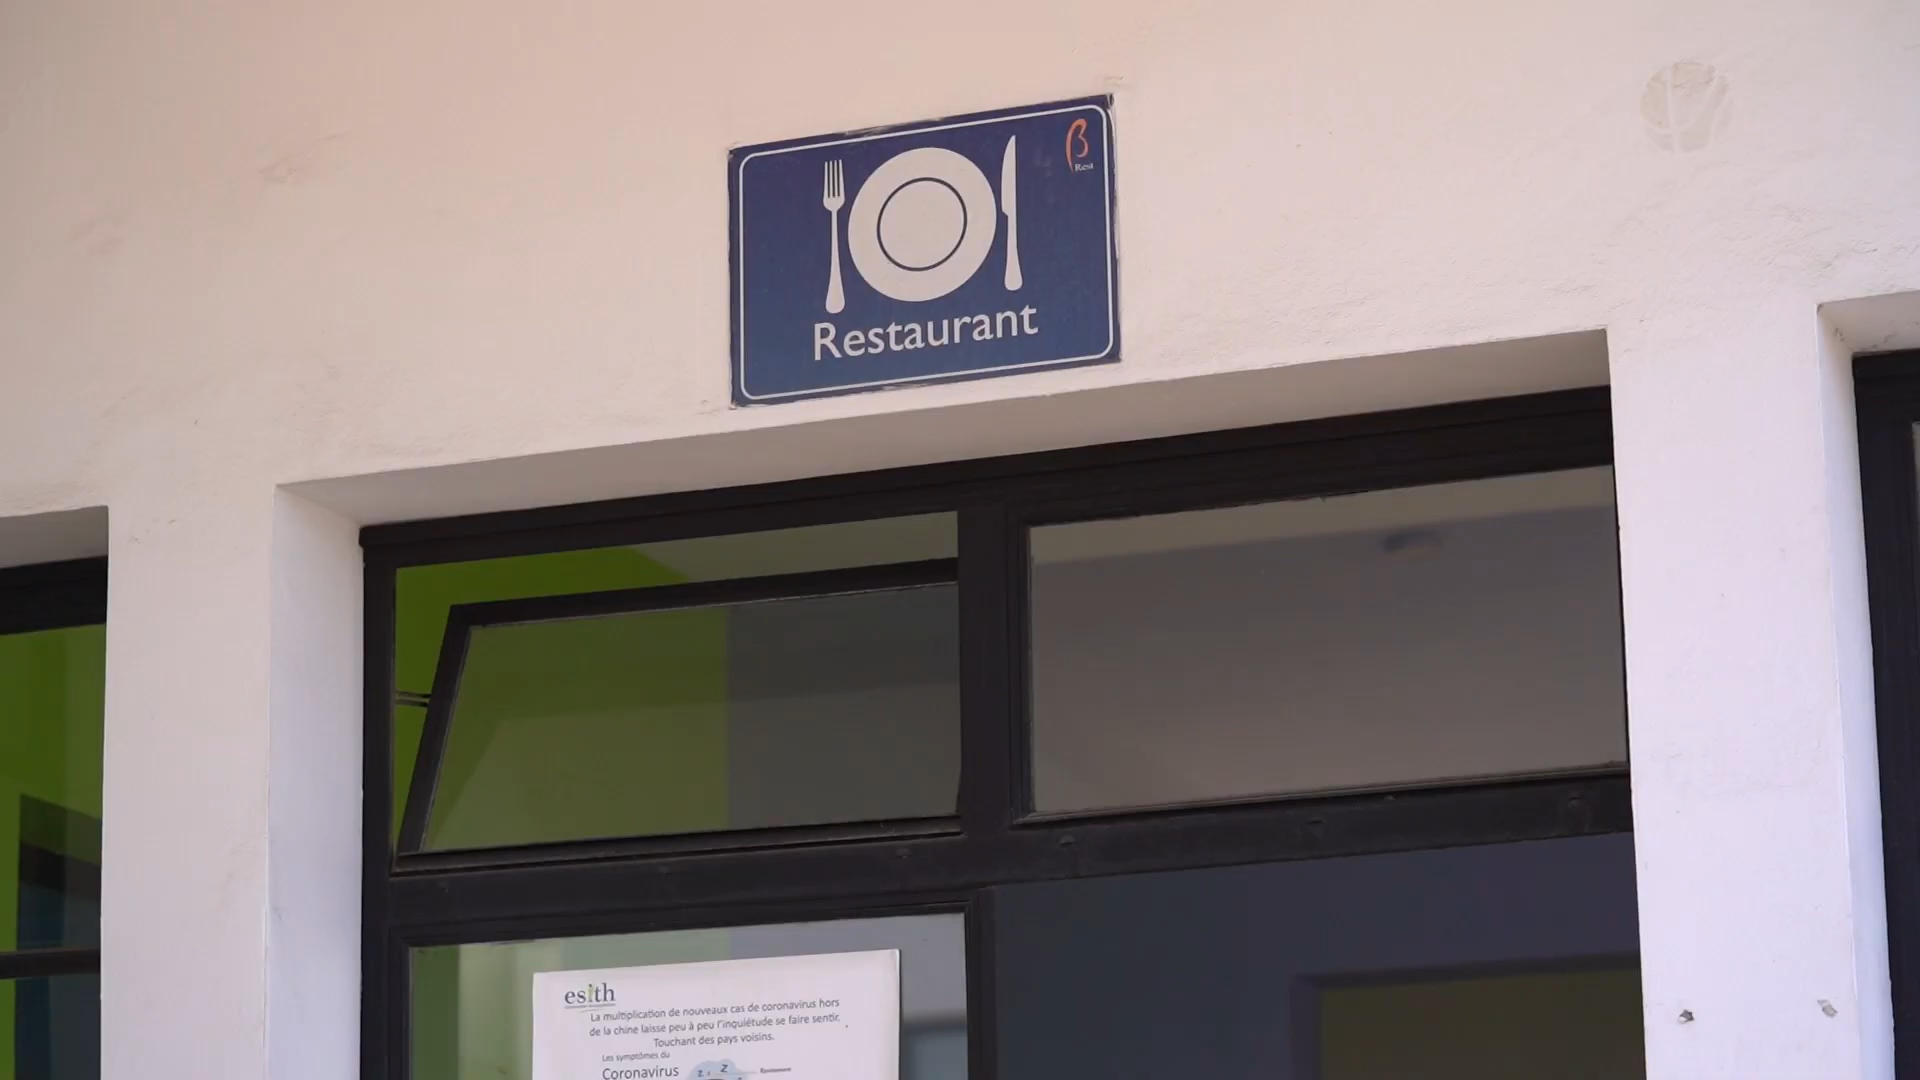 β
Rest
Restaurant
esith
La multiplication de nouveaux cas de coronavirus hors
de la chine laisse peu à peu l'inquiétude se faire sentir.
Touchant des pays voisins.
Les symptômes du
Coronavirus
z z